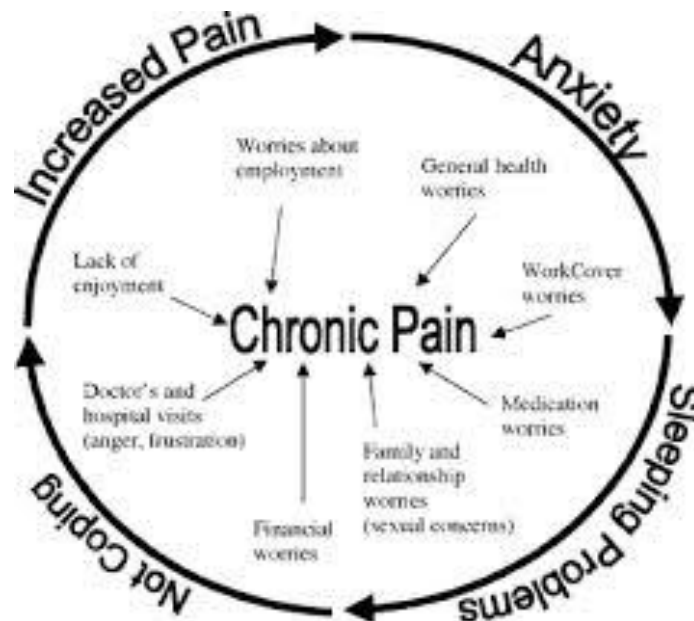 Increased Pain
Anxiety
Worries about
employment
General health
worries
Lack of
enjoyment
WorkCover
worries
Chronic Pain
Doctor's and
hospital visits
(anger, frustration)
Medication
worries
Family and
relationship
worries
(sexual concerns)
Financial
worries
Not Coping
Sleeping Problems